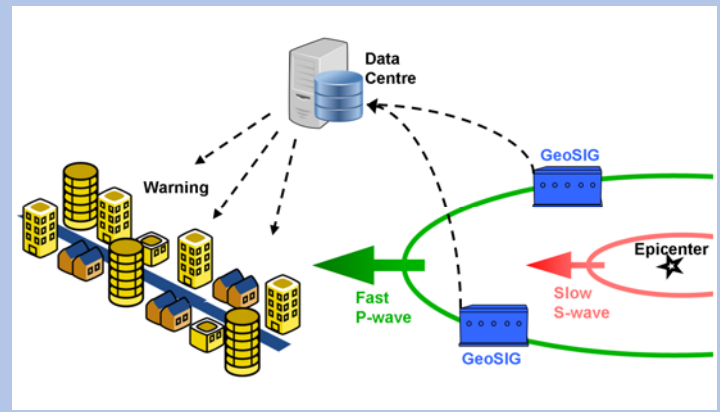 Data
Centre
GeoSIG
Warning
Epicenter
Fast
P-wave
Slow
S-wave
GeoSIG